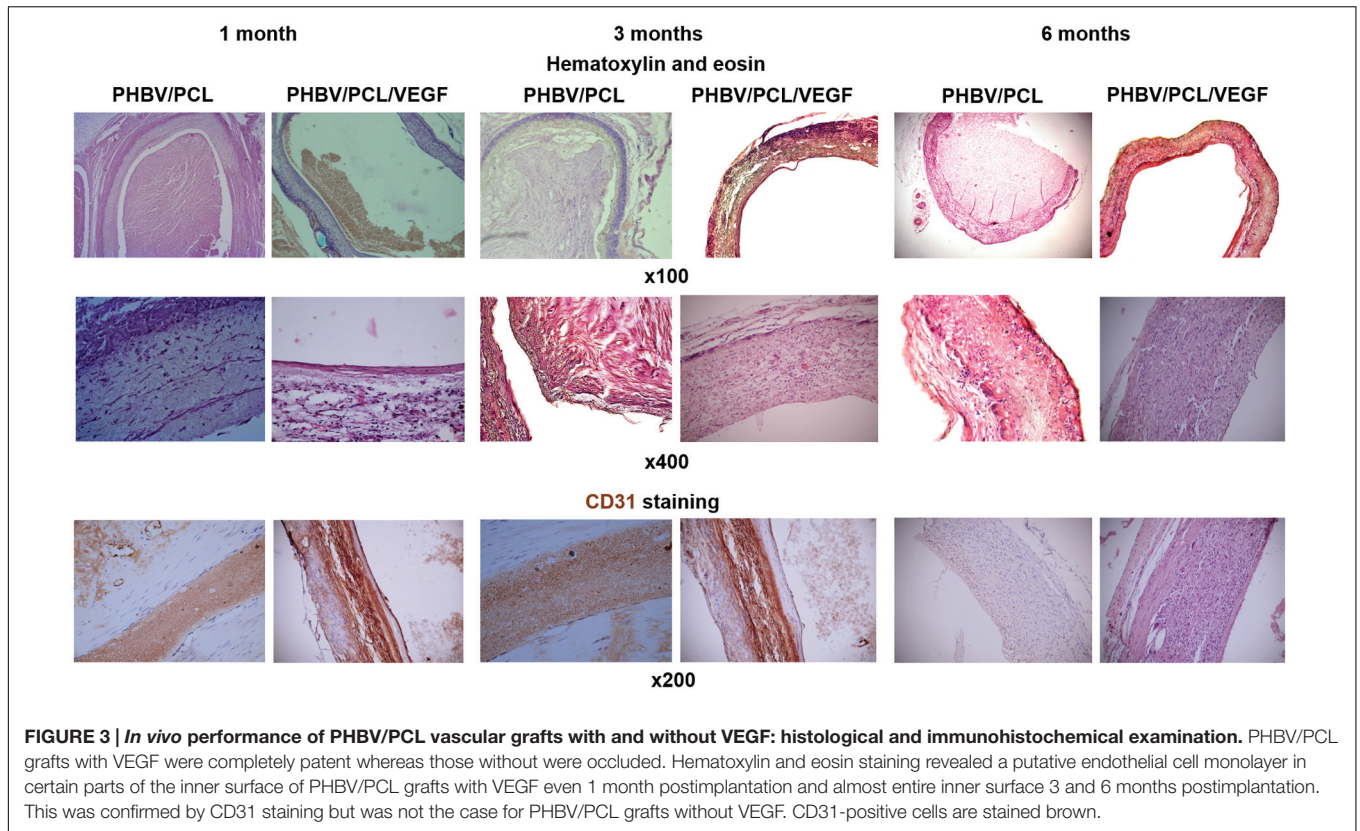 1 month 3 months 6 months
Hematoxylin and eosin
PHBV/PCL PHBV/PCL/VEGF PHBV/PCL PHBV/PCL/VEGF PHBV/PCL PHBV/PCL/VEGF
x100
x400
CD31 staining
x200
FIGURE 3 | In vivo performance of PHBV/PCL vascular grafts with and without VEGF: histological and immunohistochemical examination. PHBV/PCL
grafts with VEGF were completely patent whereas those without were occluded. Hematoxylin and eosin staining revealed a putative endothelial cell monolayer in
certain parts of the inner surface of PHBV/PCL grafts with VEGF even 1 month postimplantation and almost entire inner surface 3 and 6 months postimplantation.
This was confirmed by CD31 staining but was not the case for PHBV/PCL grafts without VEGF. CD31-positive cells are stained brown.